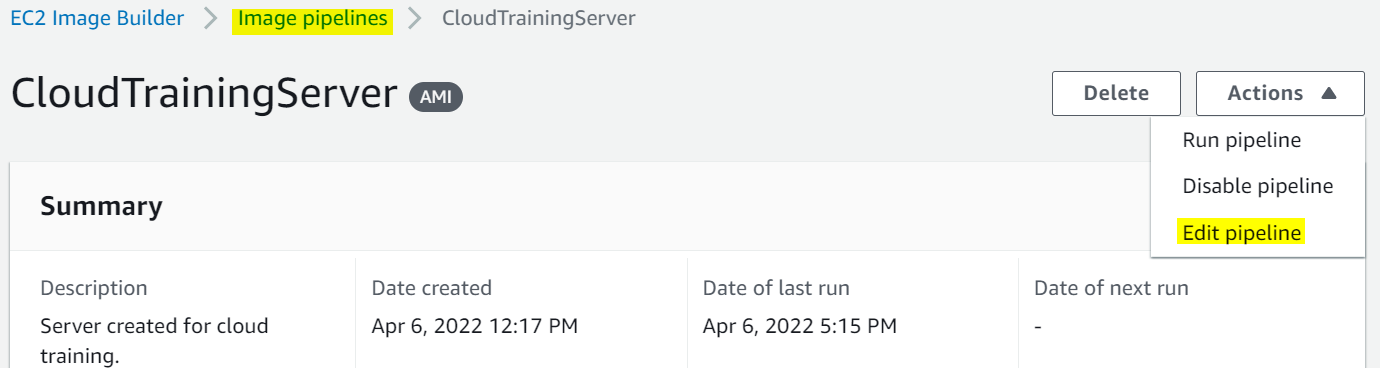 EC2 Image Builder > Image pipelines > CloudTrainingServer
CloudTrainingServer AMI
Delete Actions
Run pipeline
Disable pipeline
Edit pipeline
Summary
Description
Server created for cloud
training.
Date created
Apr 6, 2022 12:17 PM
Date of last run
Apr 6, 2022 5:15 PM
Date of next run
-